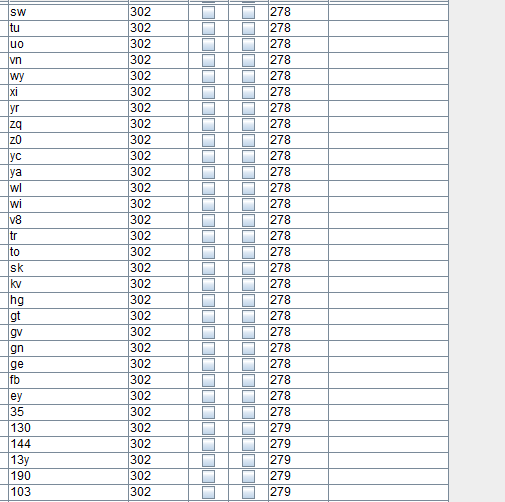 sw 302 278
tu 302 278
uo 302 278
vn 302 278
wy 302 278
xi 302 278
yr 302 278
zq 302 278
z0 302 278
yc 302 278
ya 302 278
wl 302 278
wi 302 278
v8 302 278
tr 302 278
to 302 278
sk 302 278
kv 302 278
hg 302 278
gt 302 278
gv 302 278
gn 302 278
ge 302 278
fb 302 278
ey 302 278
35 302 278
130 302 279
144 302 279
13y 302 279
190 302 279
103 302 279